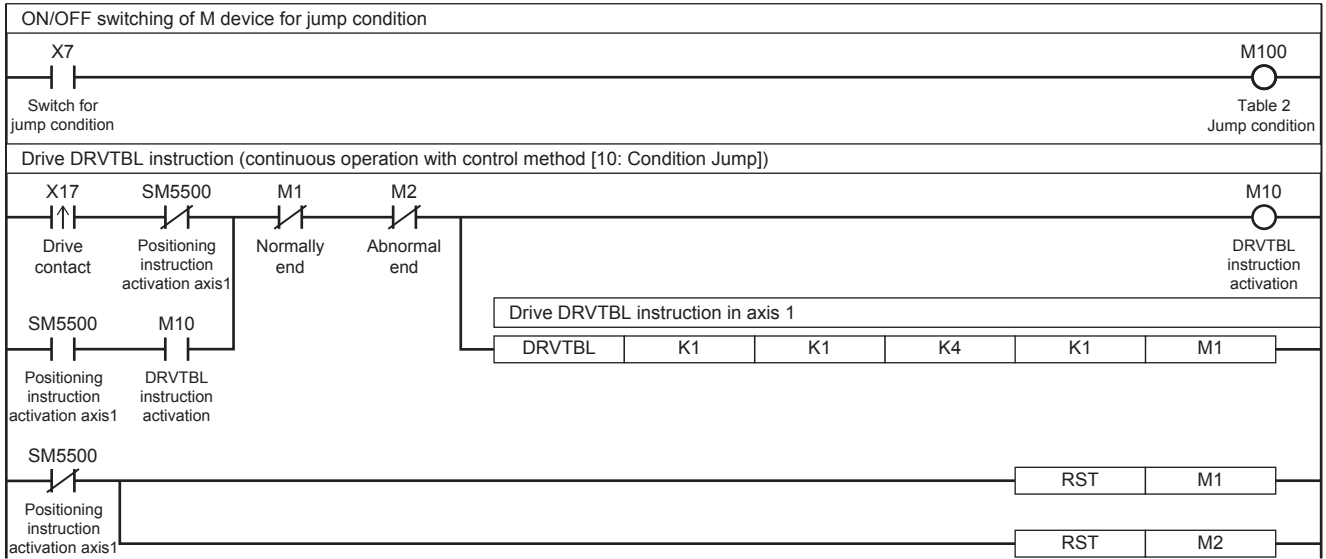 ON/OFF switching of M device for jump condition
X7 M100
Switch for Table 2
jump condition Jump condition
Drive DRVTBL instruction (continuous operation with control method [10: Condition Jump])
X17 SM5500 M1 M2 M10
Drive Positioning Normally Abnormal DRVTBL
contact instruction end end instruction
activation axis1 activation
Drive DRVTBL instruction in axis 1
SM5500 M10
DRVTBL K1 K1 K4 K1 M1
Positioning DRVTBL
instruction instruction
activation axis1 activation
SM5500
RST M1
Positioning
instruction
activation axis1
RST M2